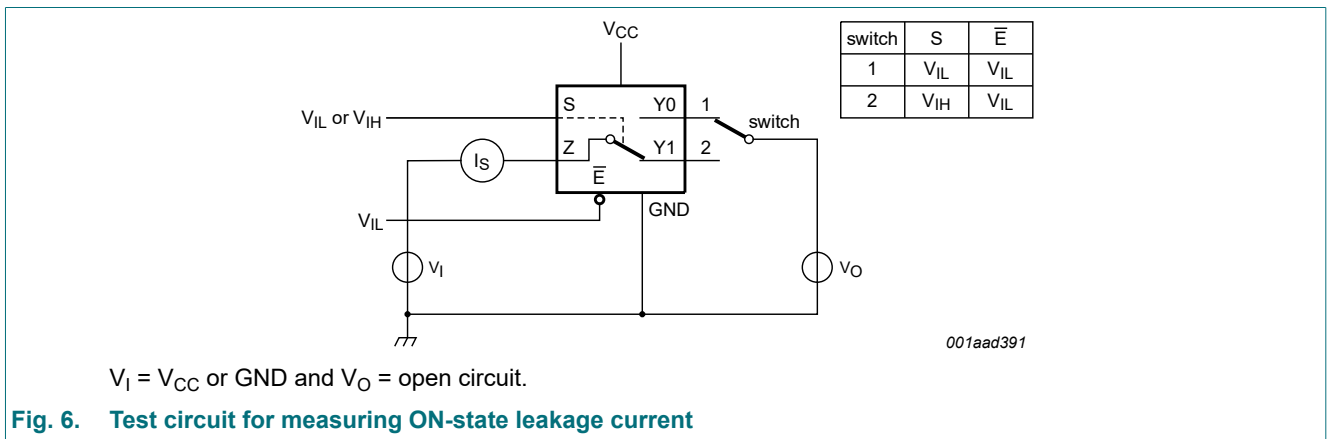 VCC
switch S E̅
1 VIL VIL
2 VIH VIL
S Y0 1
VIL or VIH
switch
Z Y1 2
IS
E̅
GND
VIL
VI
VO
001aad391
VI = VCC or GND and VO = open circuit.
Fig. 6. Test circuit for measuring ON-state leakage current